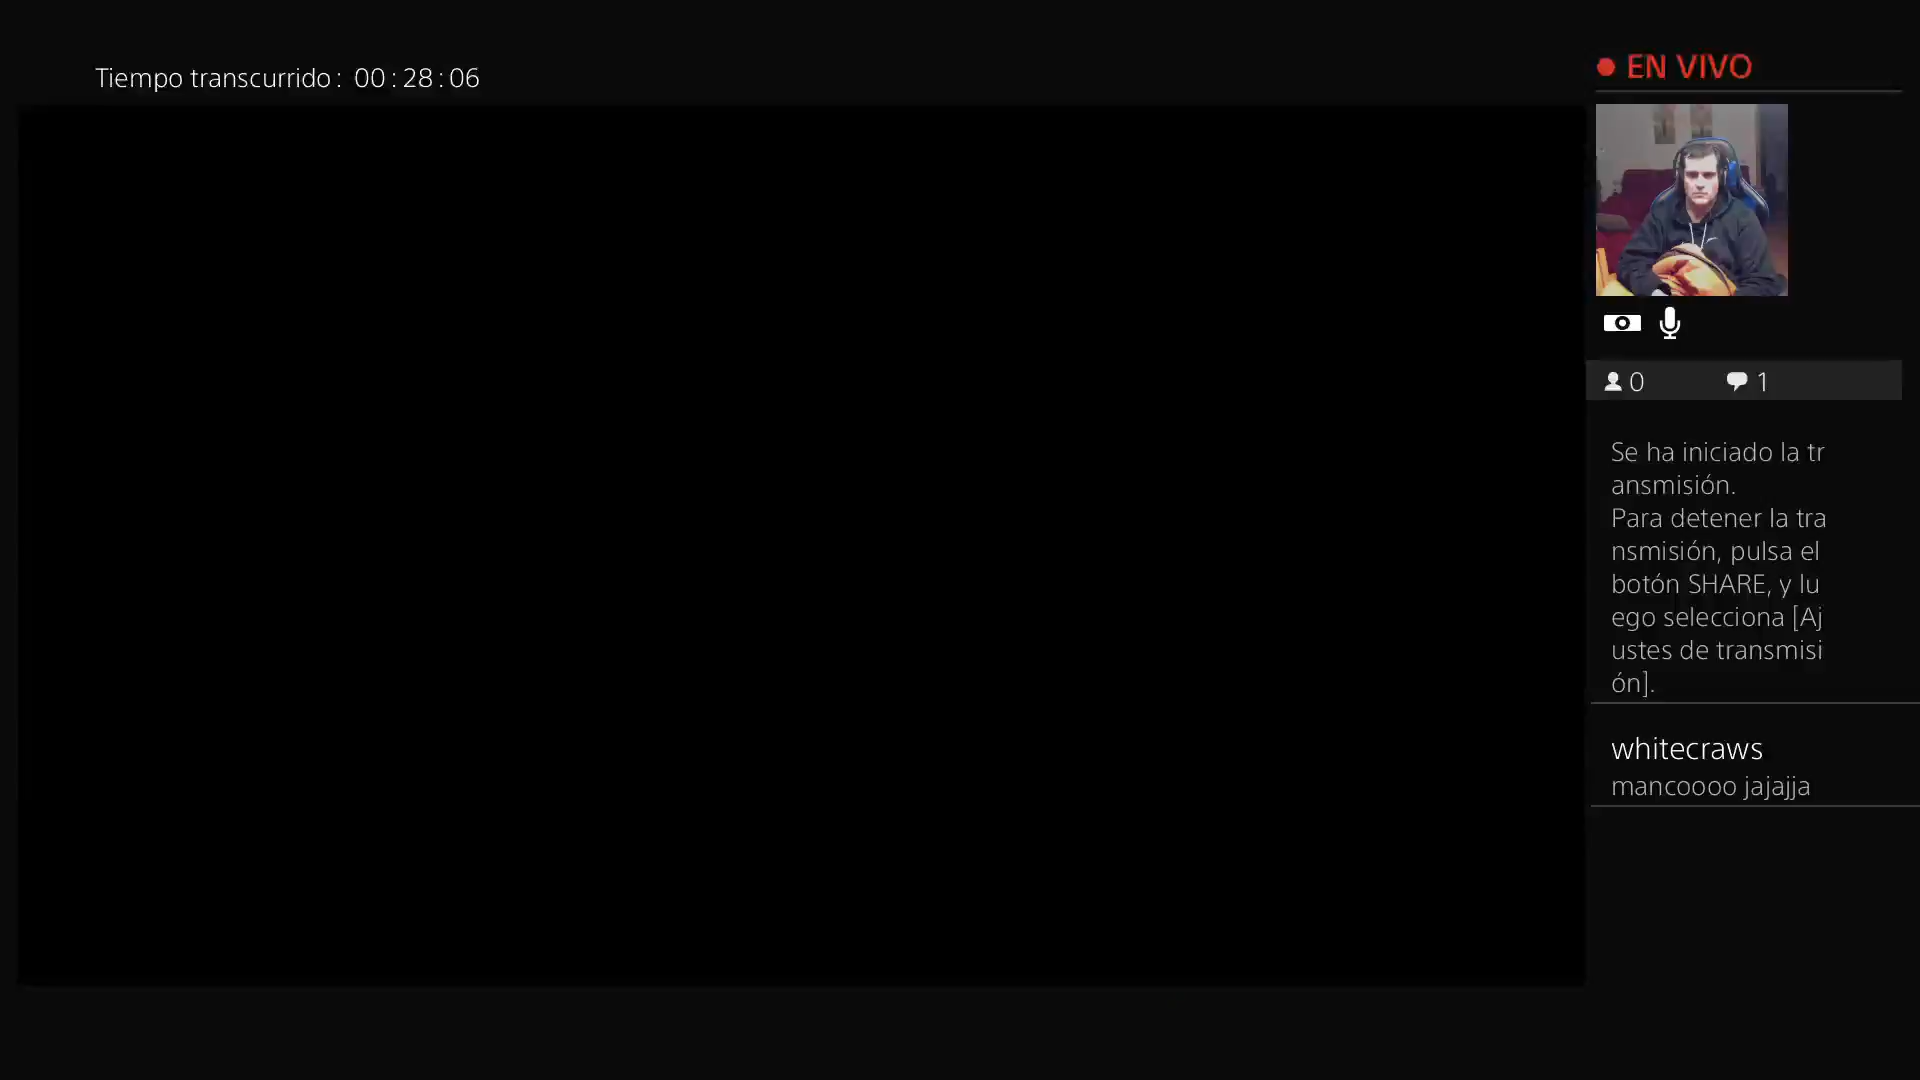 Tiempo transcurrido: 00:28:06
EN VIVO
0 1
Se ha iniciado la tr
ansmisión.
Para detener la tra
nsmisión, pulsa el
botón SHARE, y lu
ego selecciona [Aj
ustes de transmisi
ón].
whitecraws
mancoooo jajajja